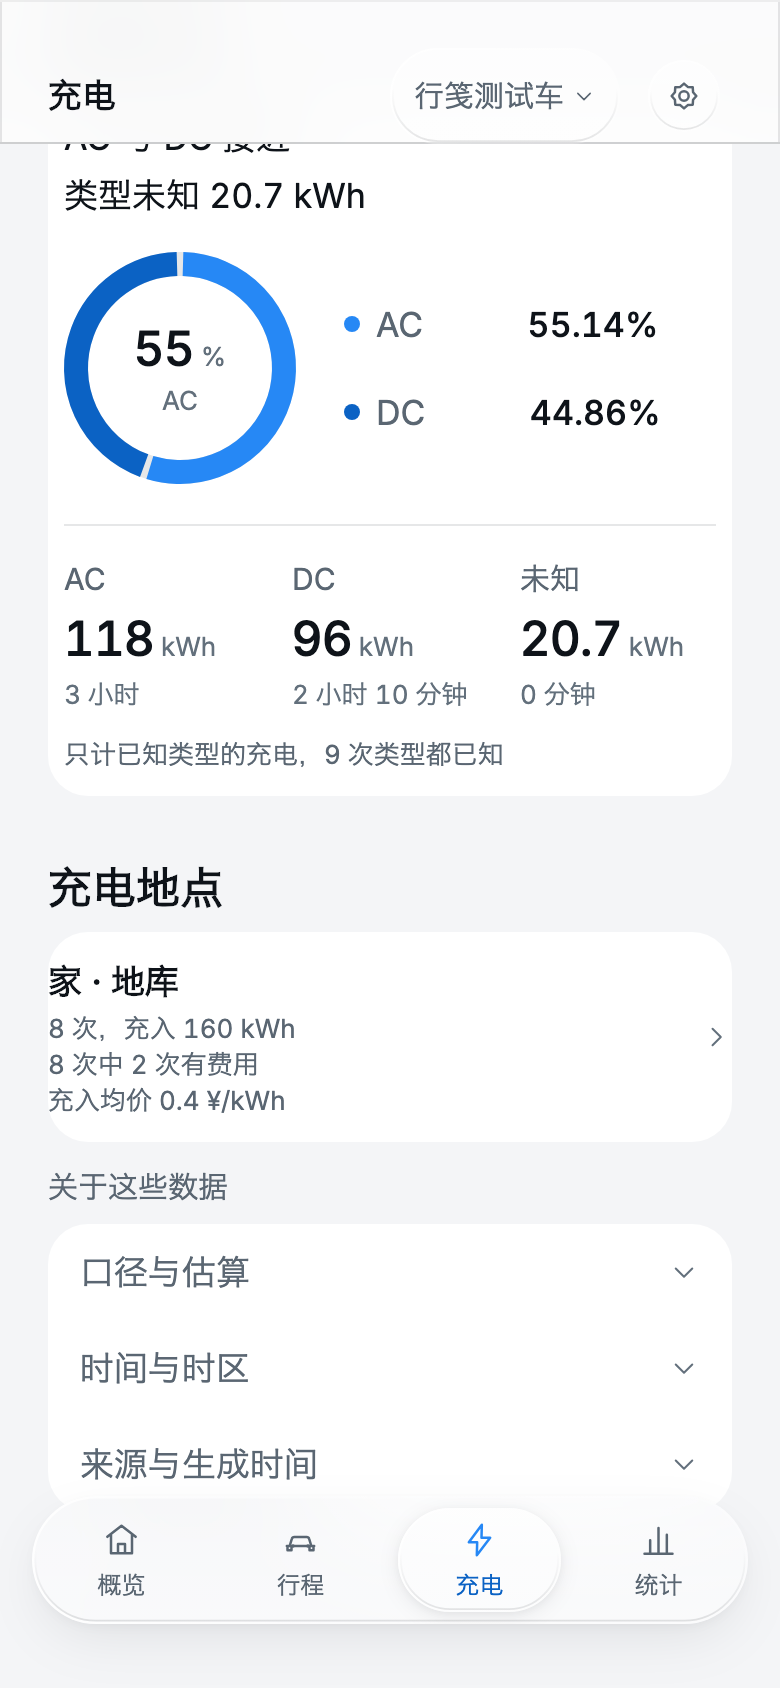 充电
行笺测试车
AC 与 DC 接近
类型未知 20.7 kWh
55 %
AC
AC 55.14%
DC 44.86%
AC DC 未知
118 kWh 96 kWh 20.7 kWh
3 小时 2 小时 10 分钟 0 分钟
只计已知类型的充电，9 次类型都已知
充电地点
家 · 地库
8 次，充入 160 kWh
8 次中 2 次有费用
充入均价 0.4 ¥/kWh
关于这些数据
口径与估算
时间与时区
来源与生成时间
概览 行程 充电 统计